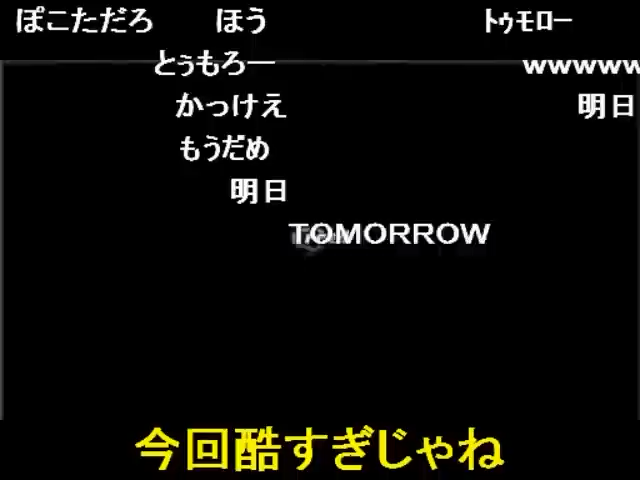 ぽこただろ ほう ﾄｩﾓﾛｰ
とぅもろー wwwww
かっけえ 明日
もうだめ
明日
TOMORROW
今回酷すぎじゃね